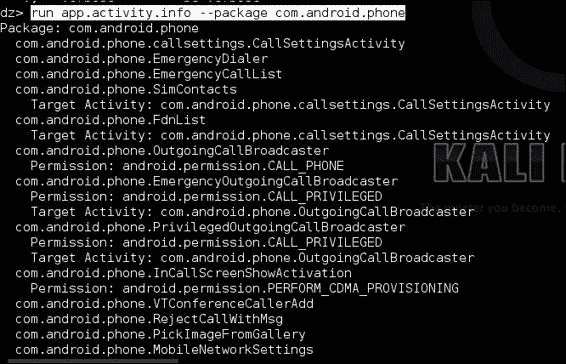 dz> run app.activity.info --package com.android.phone
Package: com.android.phone
com.android.phone.callsettings.CallSettingsActivity
com.android.phone.EmergencyDialer
com.android.phone.EmergencyCallList
com.android.phone.SimContacts
Target Activity: com.android.phone.callsettings.CallSettingsActivity
com.android.phone.FdnList
Target Activity: com.android.phone.callsettings.CallSettingsActivity
com.android.phone.OutgoingCallBroadcaster
Permission: android.permission.CALL_PHONE
com.android.phone.EmergencyOutgoingCallBroadcaster
Permission: android.permission.CALL_PRIVILEGED
Target Activity: com.android.phone.OutgoingCallBroadcaster
com.android.phone.PrivilegedOutgoingCallBroadcaster
Permission: android.permission.CALL_PRIVILEGED
Target Activity: com.android.phone.OutgoingCallBroadcaster
com.android.phone.InCallScreenShowActivation
Permission: android.permission.PERFORM_CDMA_PROVISIONING
com.android.phone.VTConferenceCallerAdd
com.android.phone.RejectCallWithMsg
com.android.phone.PickImageFromGallery
com.android.phone.MobileNetworkSettings
KALI
you become,